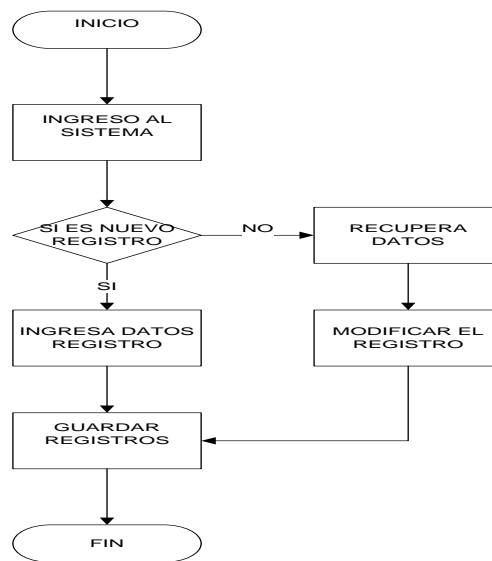 INICIO
INGRESO AL
SISTEMA
SI ES NUEVO
REGISTRO
NO
RECUPERA
DATOS
SI
INGRESA DATOS
REGISTRO
MODIFICAR EL
REGISTRO
GUARDAR
REGISTROS
FIN